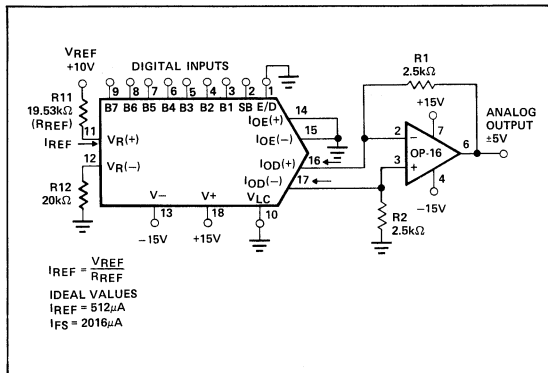 VREF
+10V
DIGITAL INPUTS
9 8 7 6 5 4 3 2 1
B7 B6 B5 B4 B3 B2 B1 SB E/D
R11
19.53kΩ
(RREF)
IREF
11
VR(+)
12
VR(−)
R12
20kΩ
IOE(+)
14
IOE(−)
15
IOD(+)
16
IOD(−)
17
V−
V+
VLC
13
18
10
−15V
+15V
R1
2.5kΩ
+15V
7
2
−
OP-16
6
3
+
4
−15V
R2
2.5kΩ
ANALOG
OUTPUT
±5V
IREF = VREF
RREF
IDEAL VALUES
IREF = 512μA
IFS = 2016μA